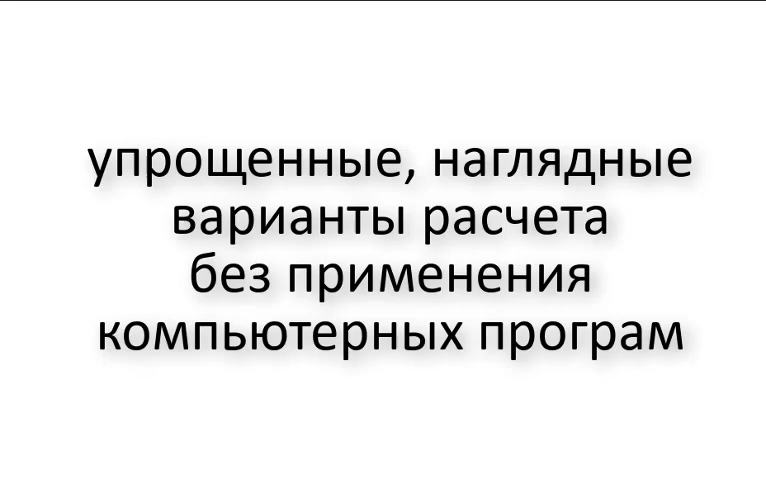 упрощенные, наглядные
варианты расчета
без применения
компьютерных програм